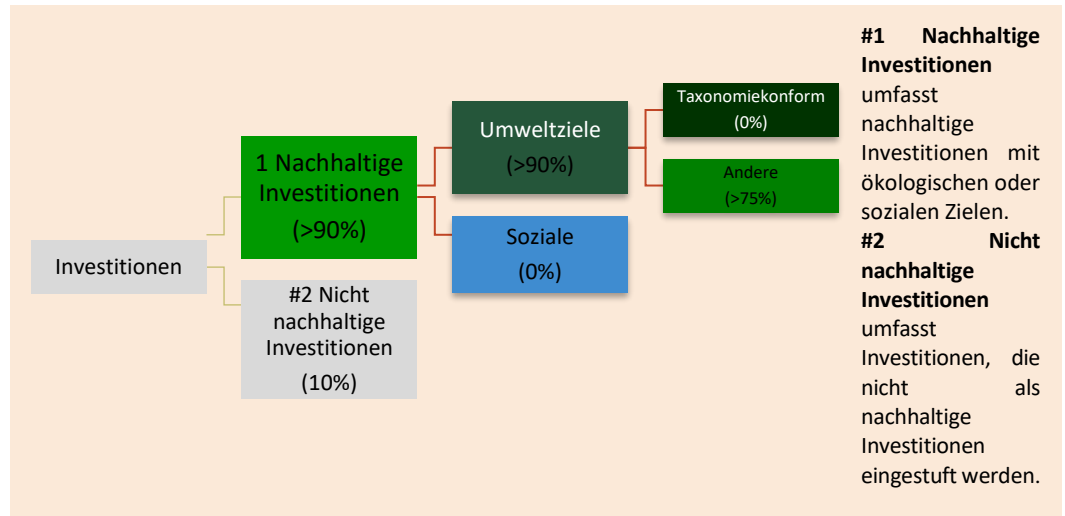 Investitionen
1 Nachhaltige
Investitionen
(>90%)
#2 Nicht
nachhaltige
Investitionen
(10%)
Umweltziele
(>90%)
Soziale
(0%)
Taxonomiekonform
(0%)
Andere
(>75%)
#1 Nachhaltige
Investitionen
umfasst
nachhaltige
Investitionen mit
ökologischen oder
sozialen Zielen.
#2 Nicht
nachhaltige
Investitionen
umfasst
Investitionen, die
nicht als
nachhaltige
Investitionen
eingestuft werden.